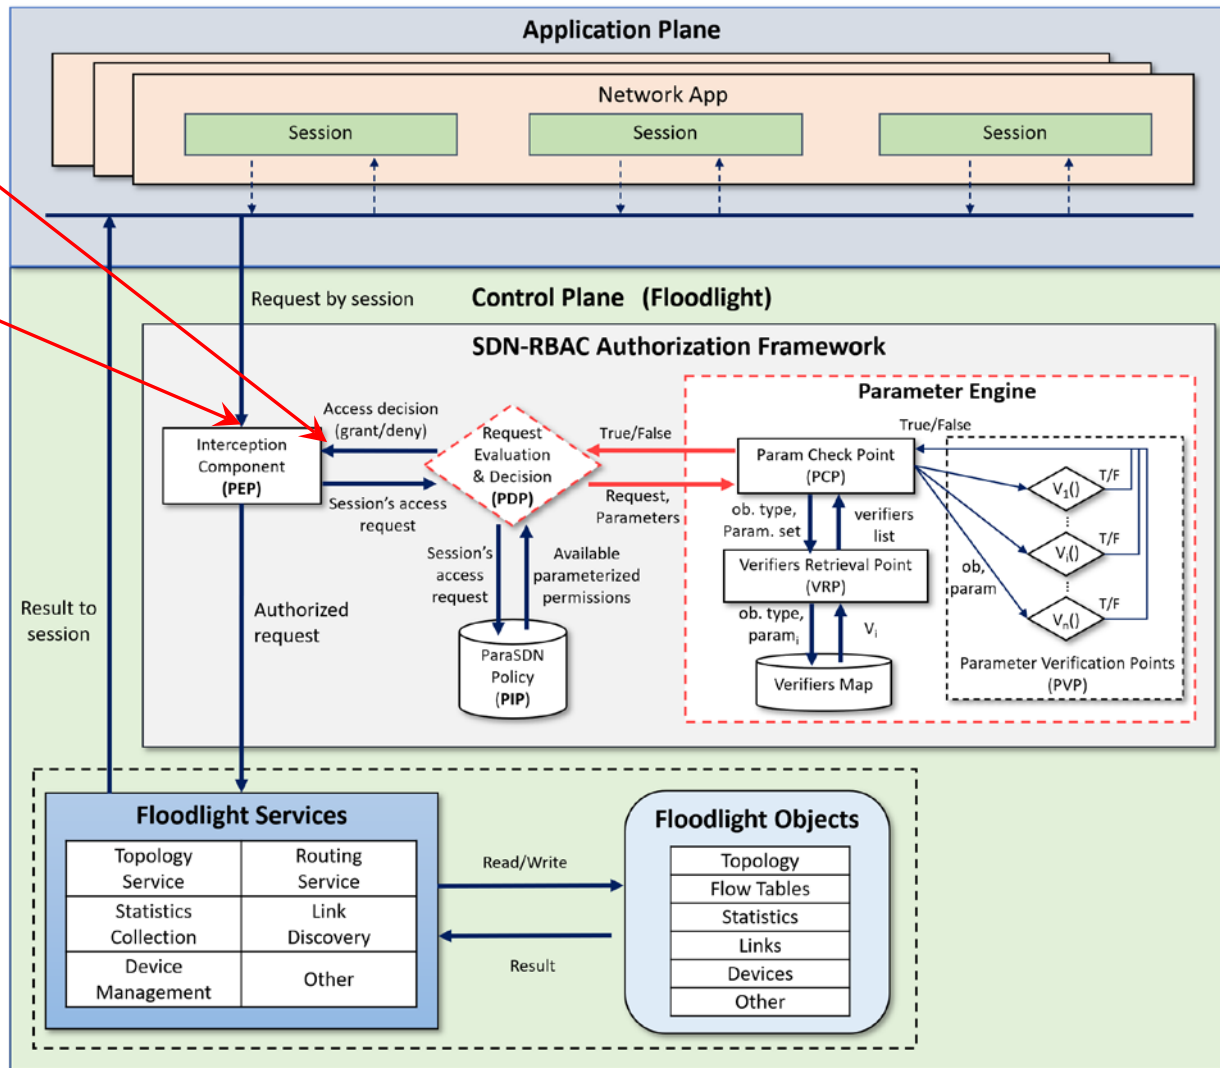 Application Plane
Network App
Session
Session
Session
Request by session
Control Plane (Floodlight)
SDN-RBAC Authorization Framework
Parameter Engine
Access decision
(grant/deny)
Interception
Component
(PEP)
Session's access
request
Request
Evaluation
& Decision
(PDP)
True/False
Request,
Parameters
Param Check Point
(PCP)
True/False
V1()
T/F
Vi()
T/F
Vn()
T/F
ob,
param
Parameter Verification Points
(PVP)
ob. type,
Param. set
verifiers
list
Verifiers Retrieval Point
(VRP)
ob. type,
parami
Vi
Verifiers Map
Session's
access
request
Available
parameterized
permissions
ParaSDN
Policy
(PIP)
Result to
session
Authorized
request
Floodlight Services
Topology
Service
Routing
Service
Statistics
Collection
Link
Discovery
Device
Management
Other
Read/Write
Result
Floodlight Objects
Topology
Flow Tables
Statistics
Links
Devices
Other